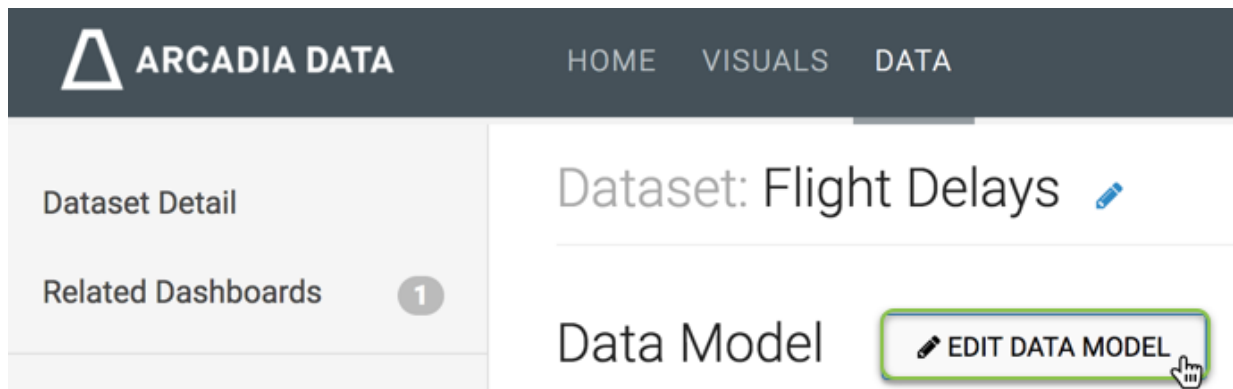 ARCADIA DATA HOME VISUALS DATA
Dataset Detail
Related Dashboards 1
Dataset: Flight Delays
Data Model EDIT DATA MODEL